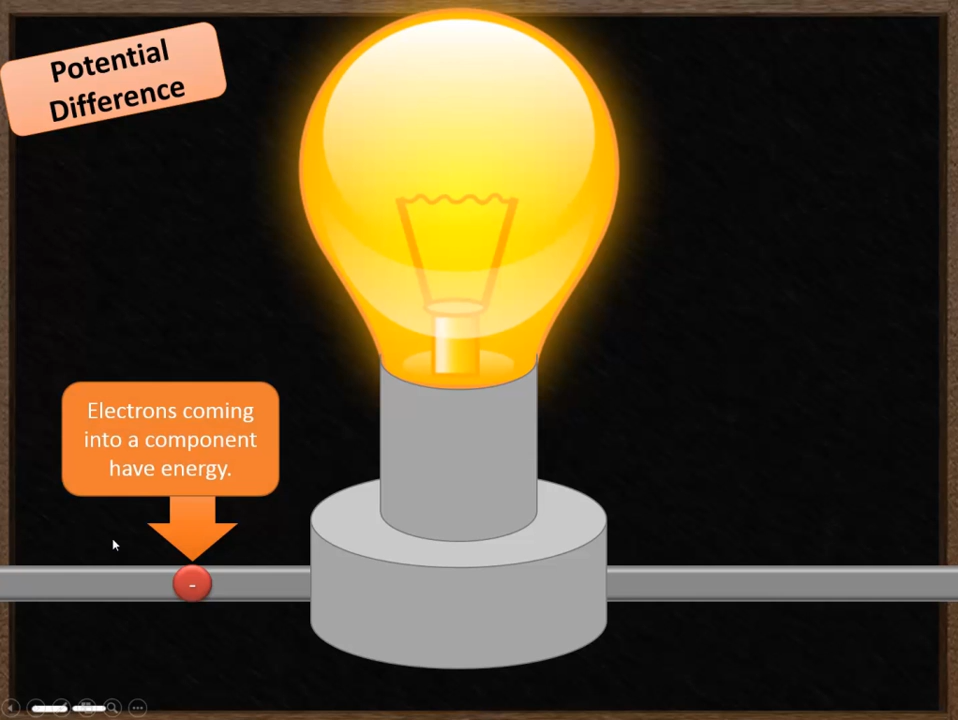 Potential
Difference
Electrons coming
into a component
have energy.
-